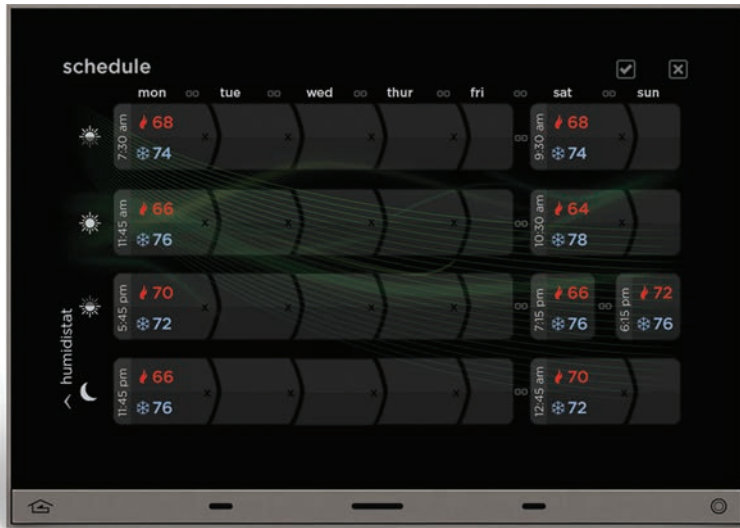 schedule
mon tue wed thur fri sat sun
7:30 am 68 74 9:30 am 68 74
11:45 am 66 76 10:30 am 64 78
5:45 pm 70 72 7:15 pm 66 76 6:15 pm 72 76
11:45 pm 66 76 12:45 am 70 72
humidistat